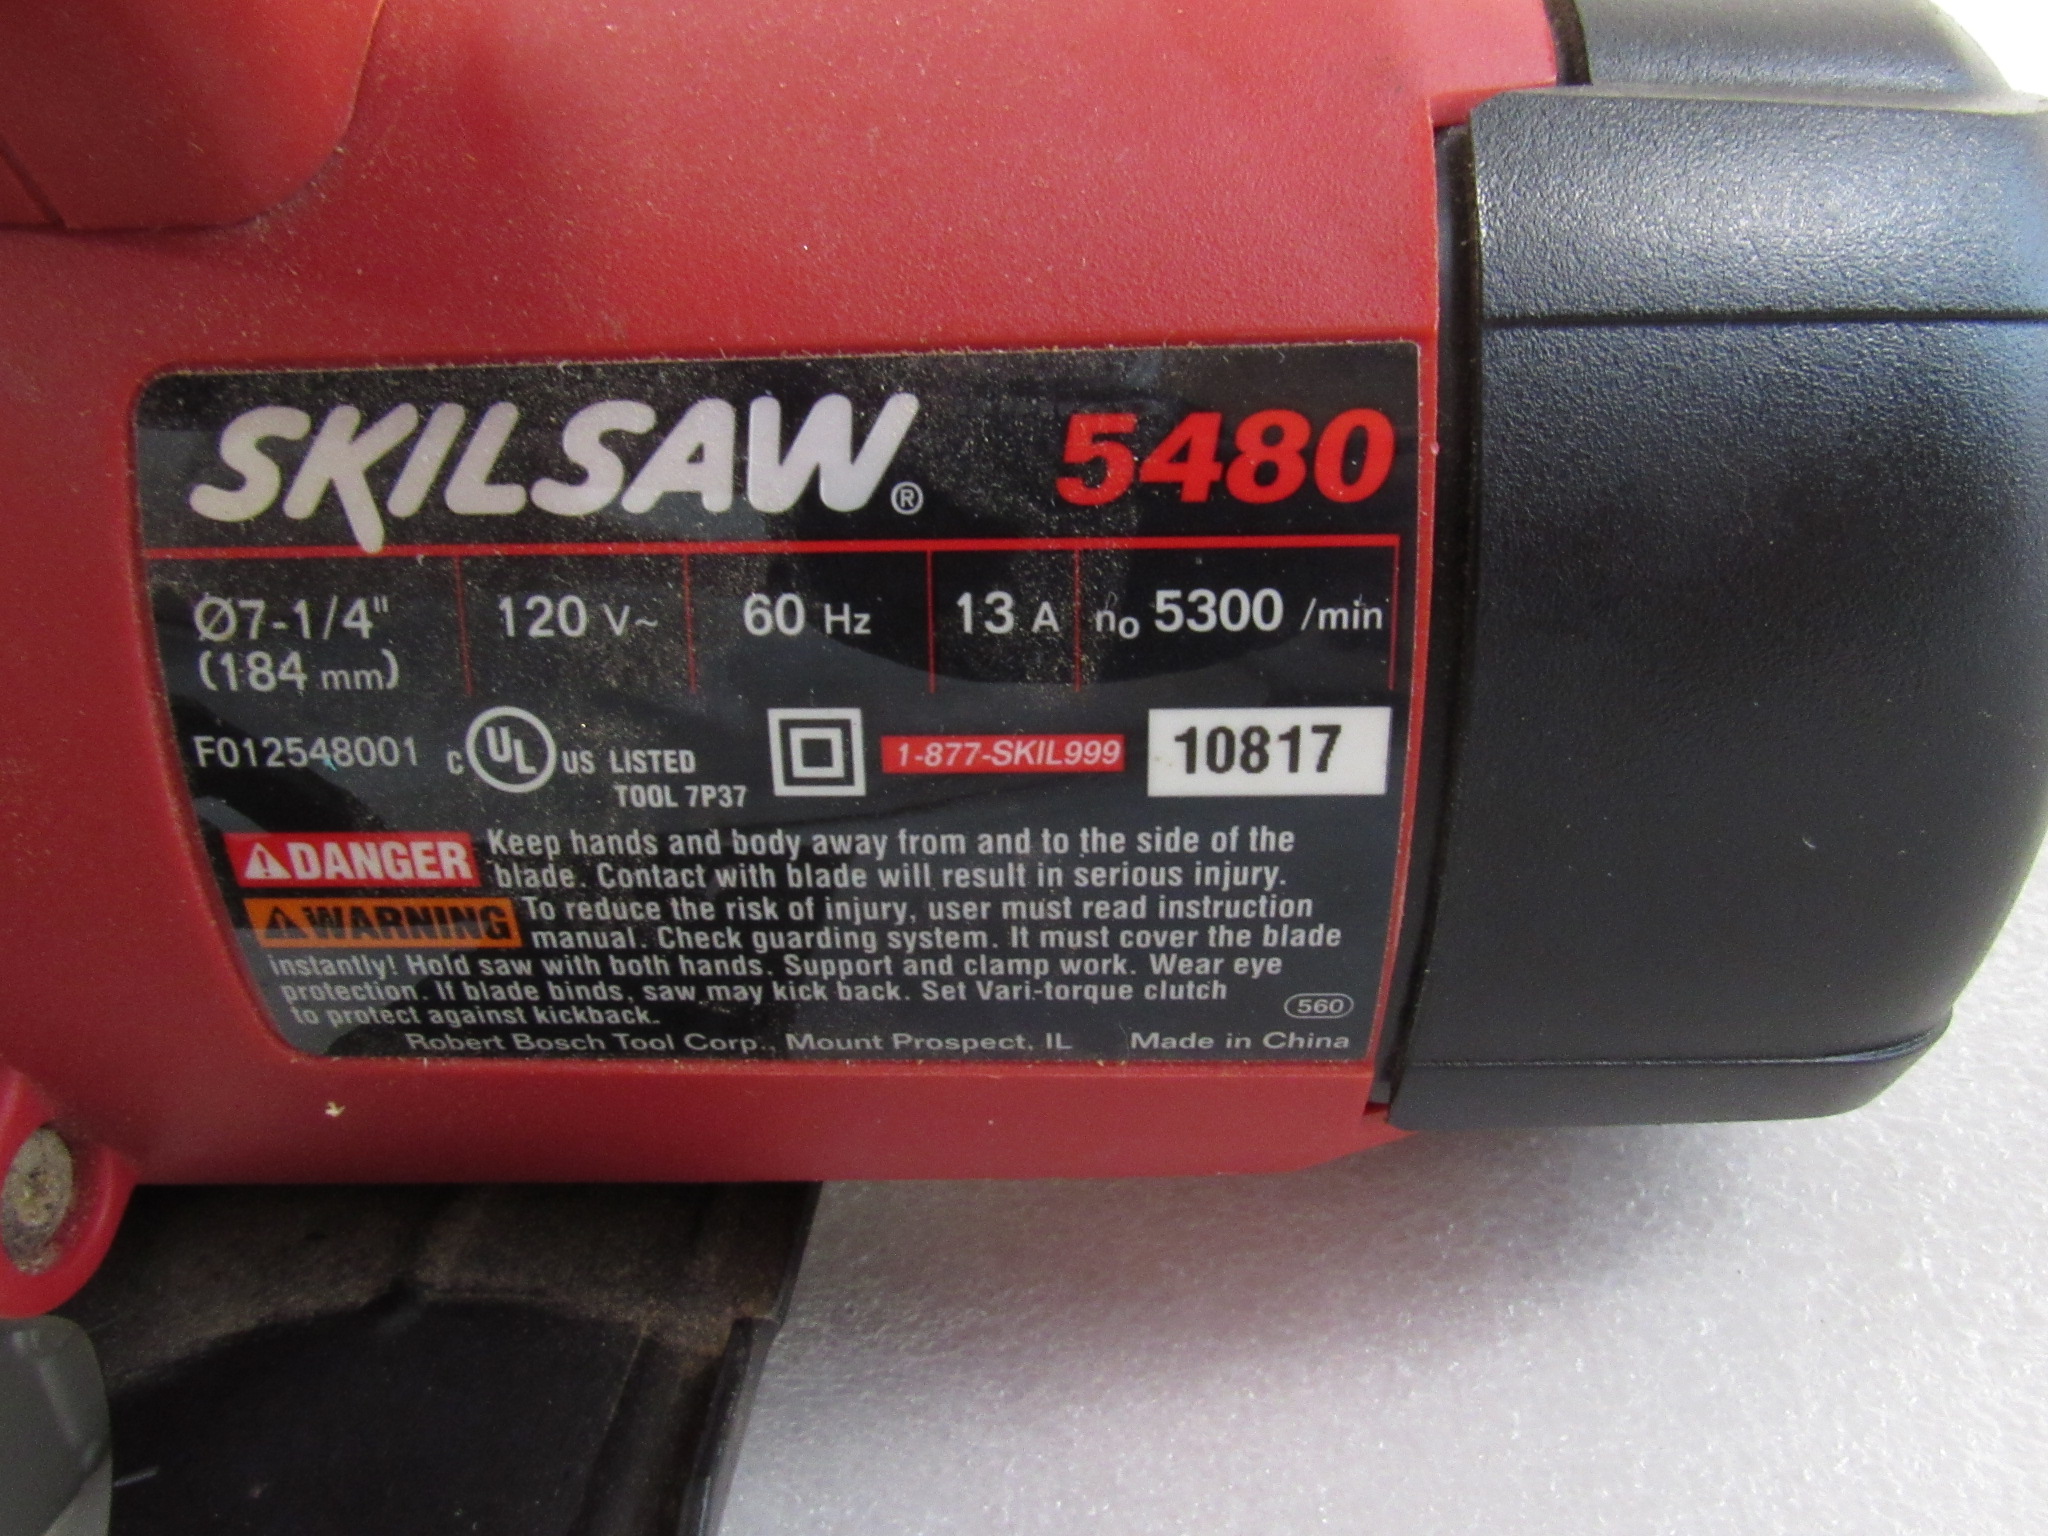 SKILSAW® 5480
Ø7-1/4" 120 V~ 60 Hz 13 A no 5300 /min
(184 mm)
F012548001 C UL US LISTED 1-877-SKIL999 10817
TOOL 7P37
DANGER Keep hands and body away from and to the side of the
blade. Contact with blade will result in serious injury.
WARNING To reduce the risk of injury, user must read instruction
manual. Check guarding system. It must cover the blade
instantly! Hold saw with both hands. Support and clamp work. Wear eye
protection. If blade binds, saw may kick back. Set Vari-torque clutch
to protect against kickback.
560
Robert Bosch Tool Corp., Mount Prospect, IL Made in China